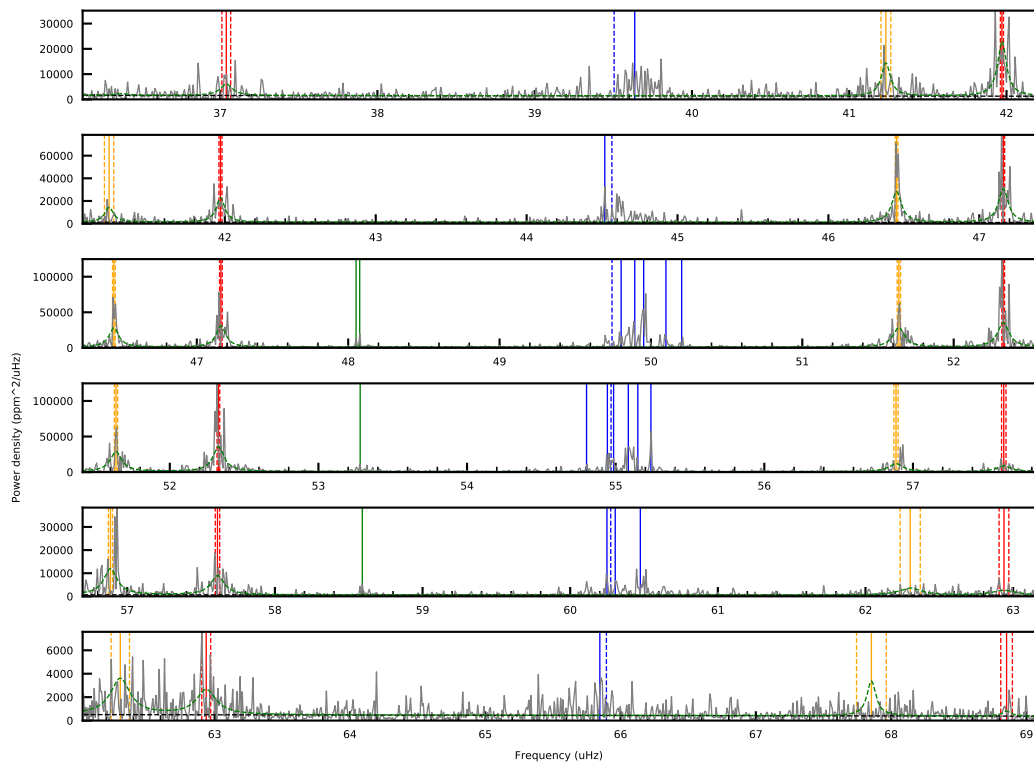 30000
20000
10000
0
37 38 39 40 41 42
60000
40000
20000
0
42 43 44 45 46 47
100000
50000
0
47 48 49 50 51 52
Power density (ppm^2/uHz)
100000
50000
0
52 53 54 55 56 57
30000
20000
10000
0
57 58 59 60 61 62 63
6000
4000
2000
0
63 64 65 66 67 68 69
Frequency (uHz)